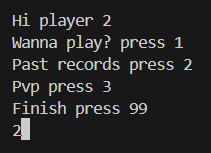 Hi player 2
Wanna play? press 1
Past records press 2
Pvp press 3
Finish press 99
2